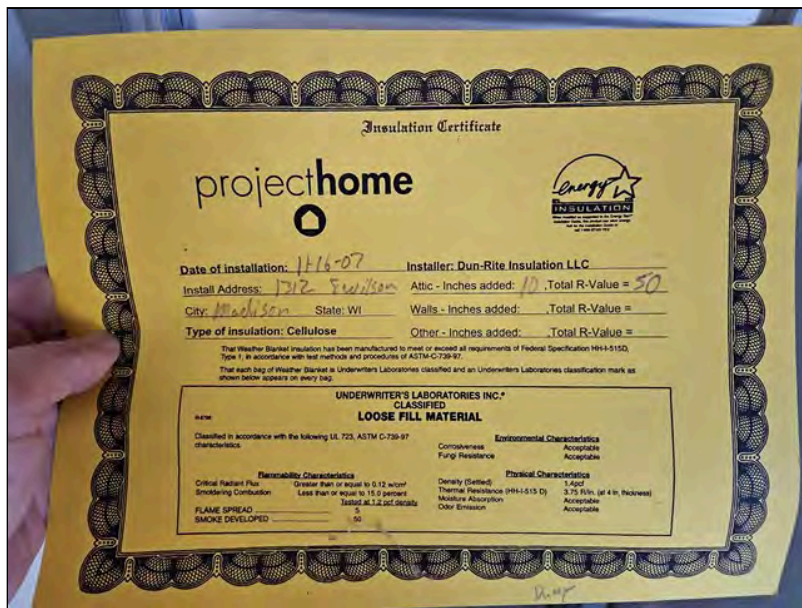 Insulation Certificate
projecthome
energy
INSULATION
Date of installation: 11-16-07 Installer: Dun-Rite Insulation LLC
Install Address: 1312 E Wilson Attic - Inches added: 10 .Total R-Value = 50
City: Madison State: WI Walls - Inches added: .Total R-Value =
Type of insulation: Cellulose Other - Inches added: .Total R-Value =
That Weather Blanket insulation has been manufactured to meet or exceed all requirements of Federal Specification HH-I-515D,
Type 1, in accordance with test methods and procedures of ASTM-C-739-97.
That each bag of Weather Blanket is Underwriters Laboratories classified and an Underwriters Laboratories classification mark as
shown below appears on every bag.
UNDERWRITER'S LABORATORIES INC.®
CLASSIFIED
LOOSE FILL MATERIAL
Classified in accordance with the following UL 723, ASTM C-739-97
characteristics.
Environmental Characteristics
Corrosiveness Acceptable
Fungi Resistance Acceptable
Flammability Characteristics
Critical Radiant Flux Greater than or equal to 0.12 w/cm²
Smoldering Combustion Less than or equal to 15.0 percent
Tested at 1.2 pcf density
FLAME SPREAD 5
SMOKE DEVELOPED 50
Physical Characteristics
Density (Settled) 1.4pcf
Thermal Resistance (HH-I-515 D) 3.75 R/in. (at 4 in. thickness)
Moisture Absorption Acceptable
Odor Emission Acceptable